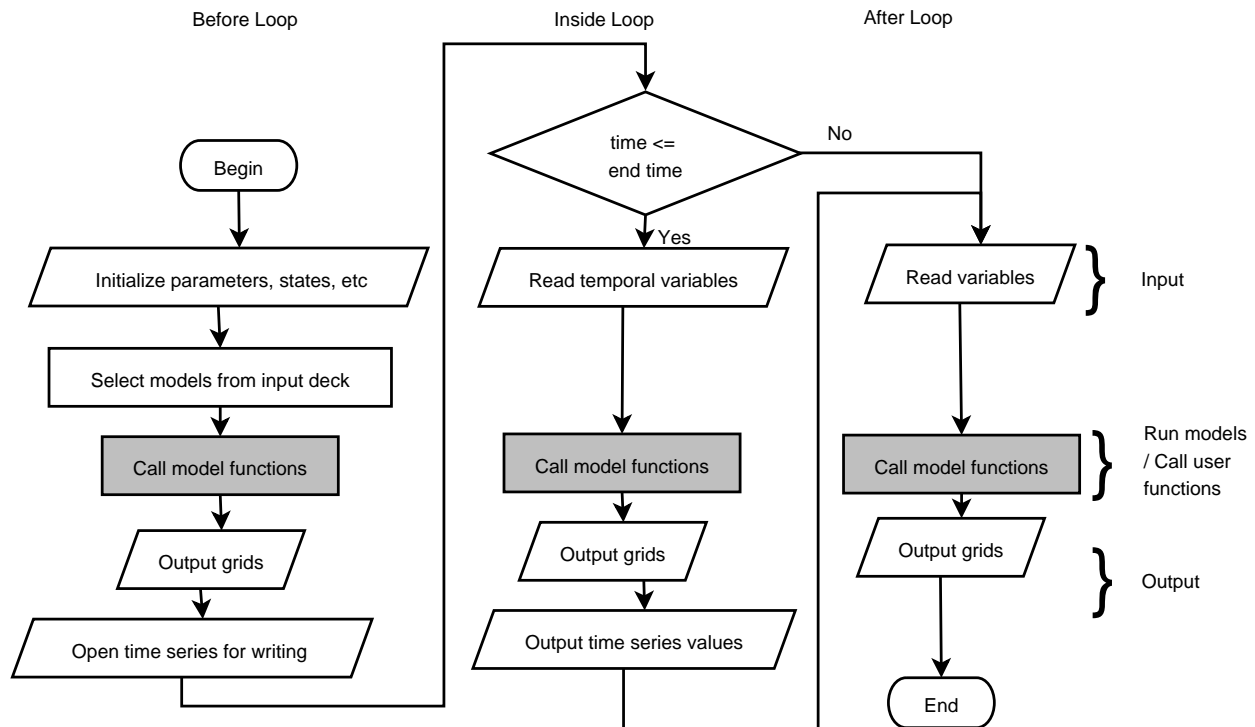 Before Loop
Inside Loop
After Loop
Begin
Initialize parameters, states, etc
Select models from input deck
Call model functions
Output grids
Open time series for writing
time <=
end time
No
Yes
Read temporal variables
Call model functions
Output grids
Output time series values
Read variables
Call model functions
Output grids
End
Input
Run models
/ Call user
functions
Output